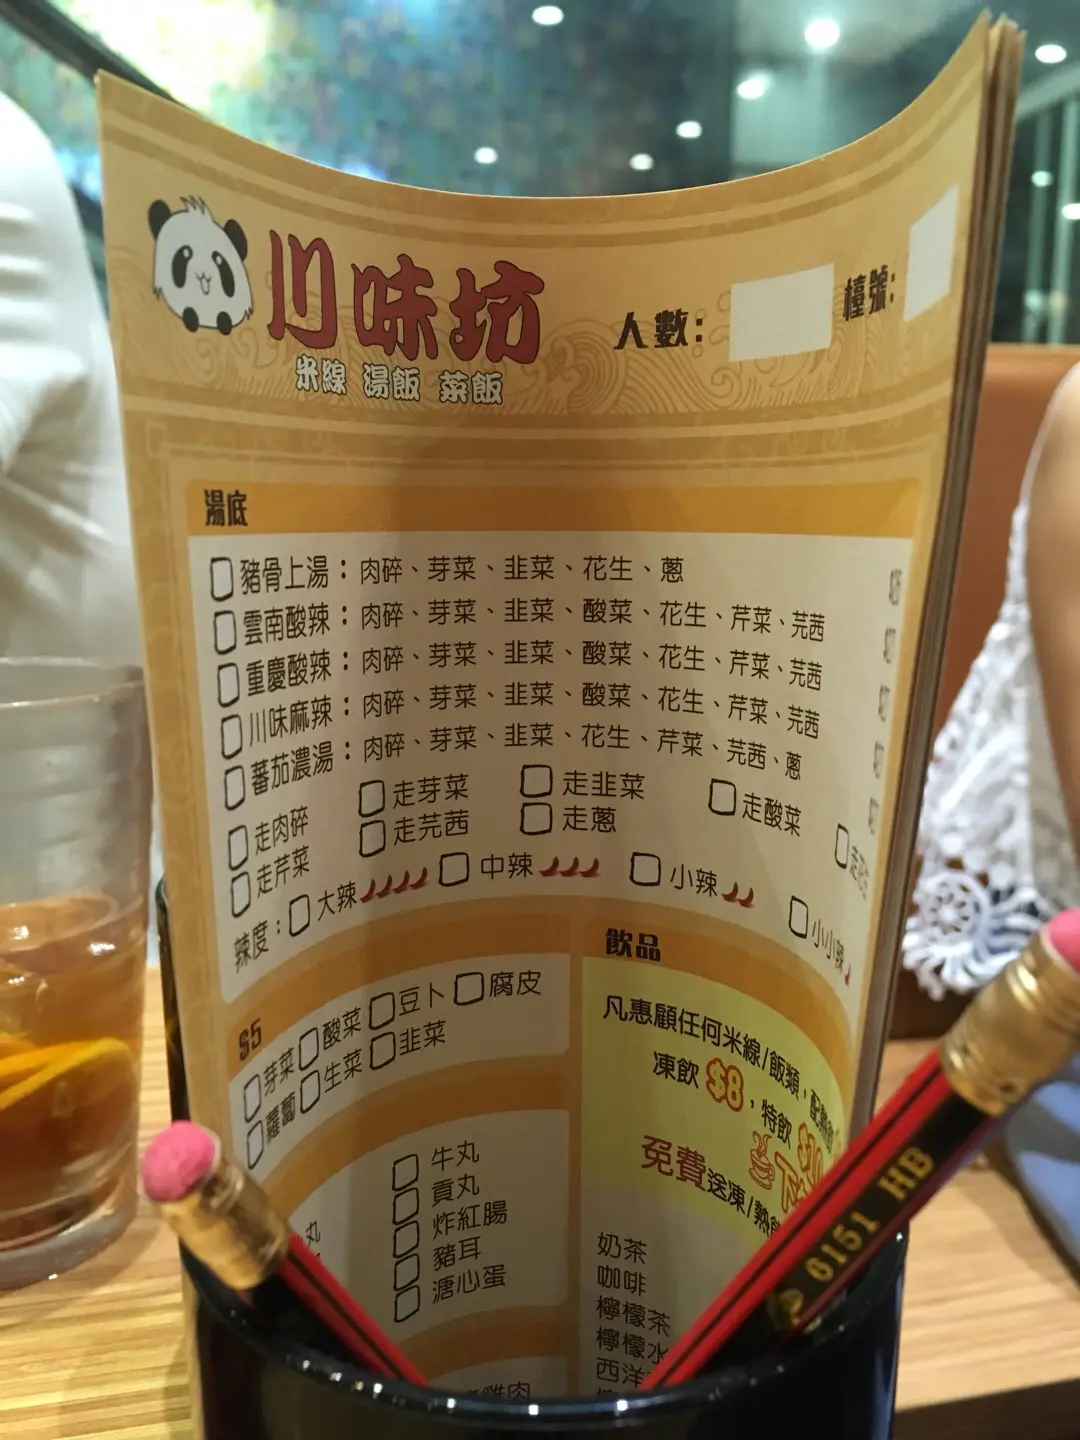 川味坊
米線 湯飯 菜飯
人數:
檯號:
湯底
豬骨上湯：肉碎、芽菜、韭菜、花生、蔥
雲南酸辣：肉碎、芽菜、韭菜、酸菜、花生、芹菜、芫茜
重慶酸辣：肉碎、芽菜、韭菜、酸菜、花生、芹菜、芫茜
川味麻辣：肉碎、芽菜、韭菜、酸菜、花生、芹菜、芫茜
蕃茄濃湯：肉碎、芽菜、韭菜、花生、芹菜、芫茜、蔥
走肉碎 走芽菜 走韭菜 走酸菜
走芹菜 走芫茜 走蔥
辣度：大辣 中辣 小辣 小小辣
$5
芽菜 酸菜 豆卜 腐皮
蘿蔔 生菜 韭菜
丸
牛丸
貢丸
炸紅腸
豬耳
溏心蛋
雞肉
飲品
凡惠顧任何米線/飯類，配熱
凍飲 $8，特飲
免費送凍/熱
奶茶
咖啡
檸檬茶
檸檬水
西洋
6151 HB